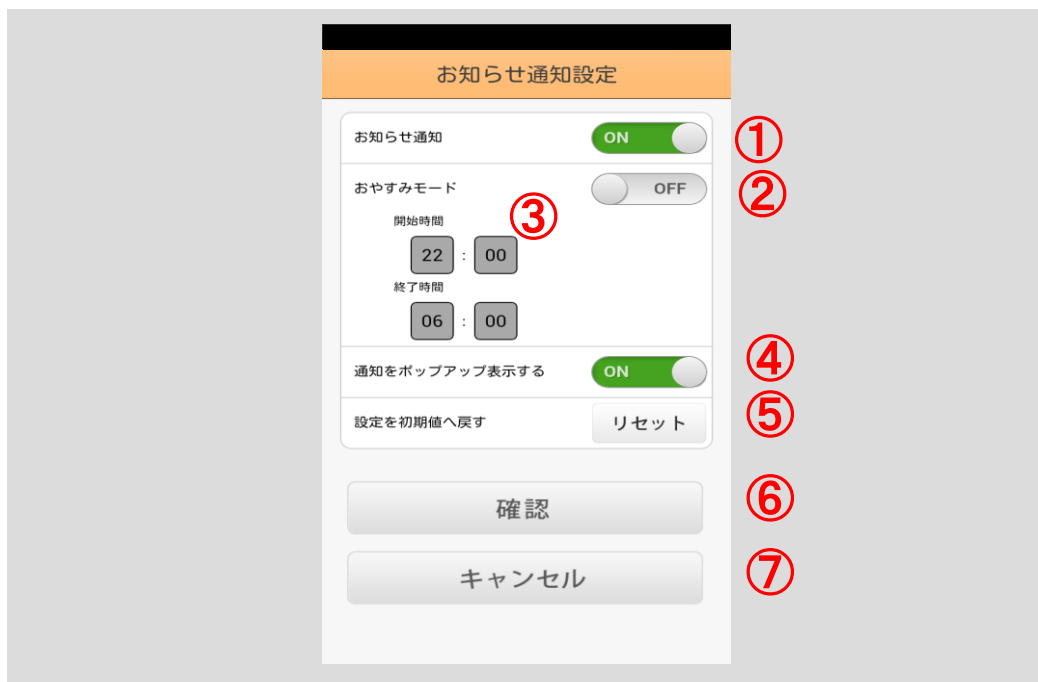 お知らせ通知設定
お知らせ通知 ON ①
おやすみモード OFF ②
開始時間 ③
22 : 00
終了時間
06 : 00
通知をポップアップ表示する ON ④
設定を初期値へ戻す リセット ⑤
確認 ⑥
キャンセル ⑦